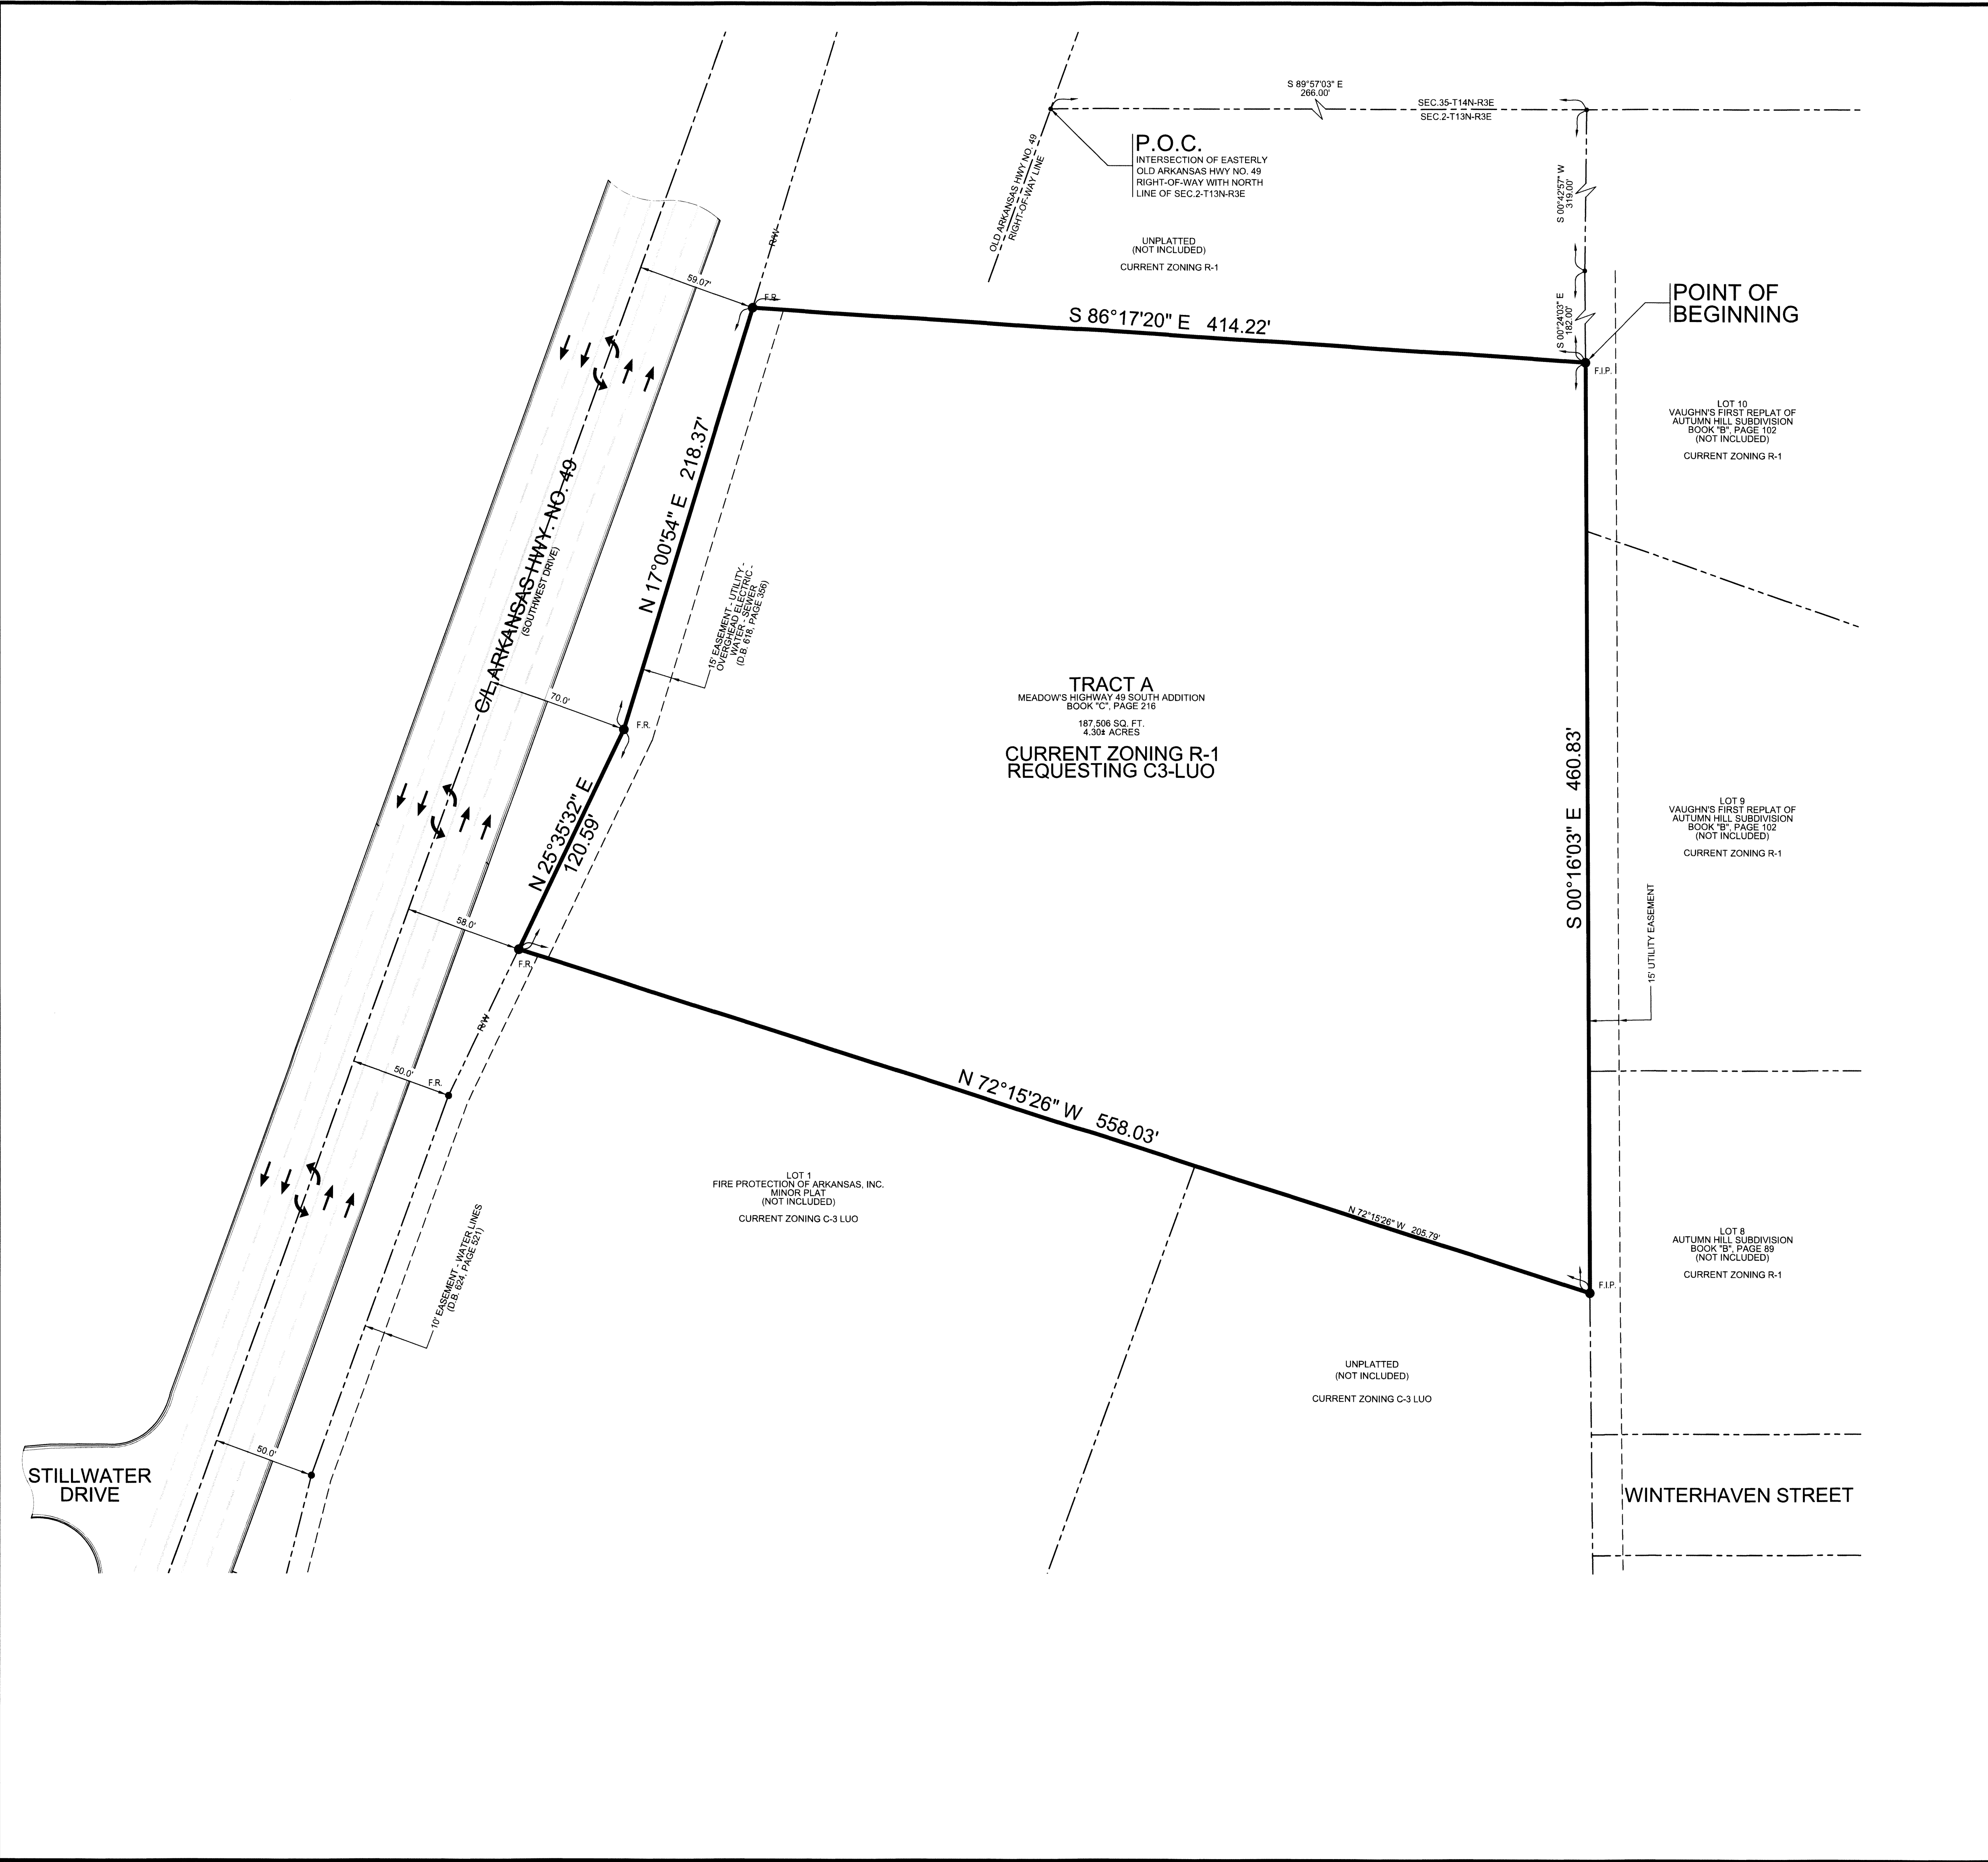 S 89°57'03" E
266.00'
SEC.35-T14N-R3E
SEC.2-T13N-R3E
P.O.C.
INTERSECTION OF EASTERLY
OLD ARKANSAS HWY NO. 49
RIGHT-OF-WAY WITH NORTH
LINE OF SEC.2-T13N-R3E
OLD ARKANSAS HWY NO. 49
RIGHT-OF-WAY LINE
S 00°42'57" W
319.00'
R/W
UNPLATTED
(NOT INCLUDED)
CURRENT ZONING R-1
59.07'
F.R.
POINT OF
BEGINNING
S 86°17'20" E 414.22'
S 00°24'03" E
182.00'
F.I.P.
LOT 10
VAUGHN'S FIRST REPLAT OF
AUTUMN HILL SUBDIVISION
BOOK "B", PAGE 102
(NOT INCLUDED)
CURRENT ZONING R-1
N 17°00'54" E 218.37'
C/L ARKANSAS HWY. NO. 49
(SOUTHWEST DRIVE)
15' EASEMENT - UTILITY -
OVERGHEAD ELECTRIC -
WATER - SEWER
(D.B. 618, PAGE 356)
70.0'
F.R.
TRACT A
MEADOW'S HIGHWAY 49 SOUTH ADDITION
BOOK "C", PAGE 216
187,506 SQ. FT.
4.30± ACRES
CURRENT ZONING R-1
REQUESTING C3-LUO
S 00°16'03" E 460.83'
LOT 9
VAUGHN'S FIRST REPLAT OF
AUTUMN HILL SUBDIVISION
BOOK "B", PAGE 102
(NOT INCLUDED)
CURRENT ZONING R-1
N 25°35'32" E
120.59'
58.0'
F.R.
15' UTILITY EASEMENT
R/W
50.0'
F.R.
N 72°15'26" W 558.03'
LOT 1
FIRE PROTECTION OF ARKANSAS, INC.
MINOR PLAT
(NOT INCLUDED)
CURRENT ZONING C-3 LUO
N 72°15'26" W 205.79'
10' EASEMENT - WATER LINES
(D.B. 624, PAGE 521)
LOT 8
AUTUMN HILL SUBDIVISION
BOOK "B", PAGE 89
(NOT INCLUDED)
CURRENT ZONING R-1
F.I.P.
UNPLATTED
(NOT INCLUDED)
CURRENT ZONING C-3 LUO
50.0'
STILLWATER
DRIVE
WINTERHAVEN STREET